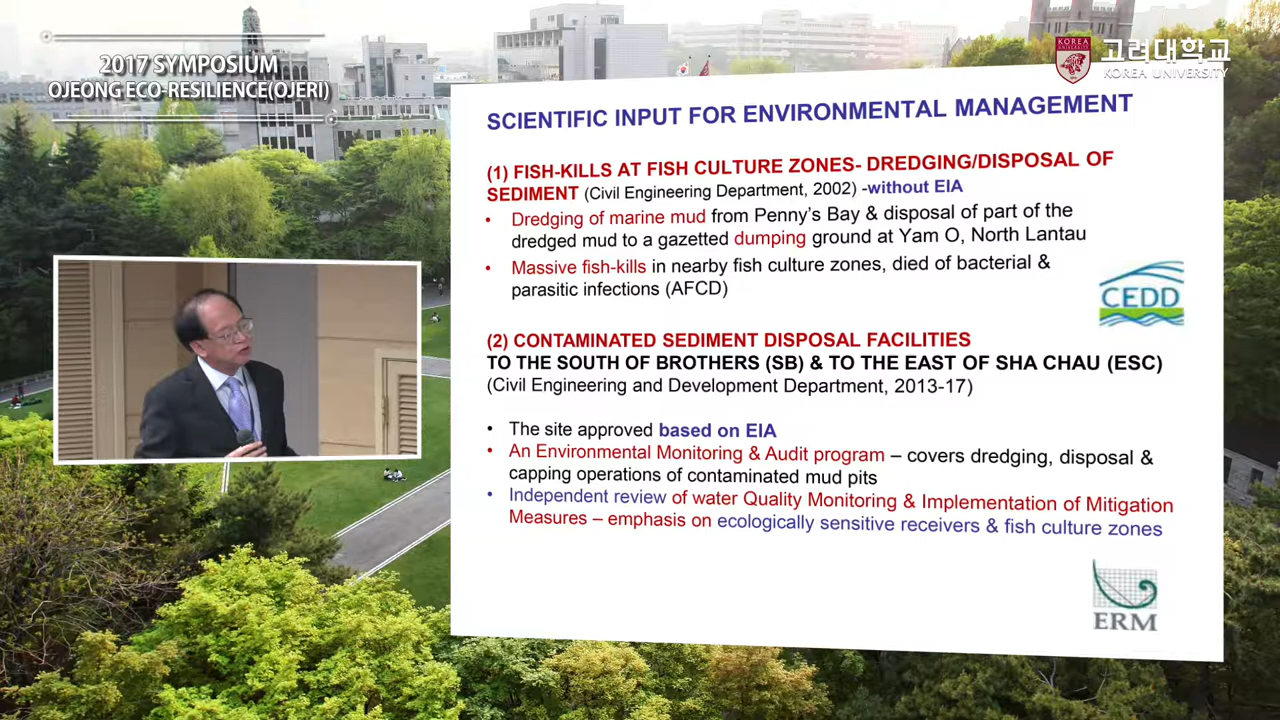 2017 SYMPOSIUM
OJEONG ECO-RESILIENCE(OJERI)
KOREA
UNIVERSITY
고려대학교
KOREA UNIVERSITY
SCIENTIFIC INPUT FOR ENVIRONMENTAL MANAGEMENT
(1) FISH-KILLS AT FISH CULTURE ZONES- DREDGING/DISPOSAL OF
SEDIMENT (Civil Engineering Department, 2002) -without EIA
• Dredging of marine mud from Penny's Bay & disposal of part of the
dredged mud to a gazetted dumping ground at Yam O, North Lantau
• Massive fish-kills in nearby fish culture zones, died of bacterial &
parasitic infections (AFCD)
CEDD
(2) CONTAMINATED SEDIMENT DISPOSAL FACILITIES
TO THE SOUTH OF BROTHERS (SB) & TO THE EAST OF SHA CHAU (ESC)
(Civil Engineering and Development Department, 2013-17)
• The site approved based on EIA
• An Environmental Monitoring & Audit program – covers dredging, disposal &
capping operations of contaminated mud pits
• Independent review of water Quality Monitoring & Implementation of Mitigation
Measures – emphasis on ecologically sensitive receivers & fish culture zones
ERM